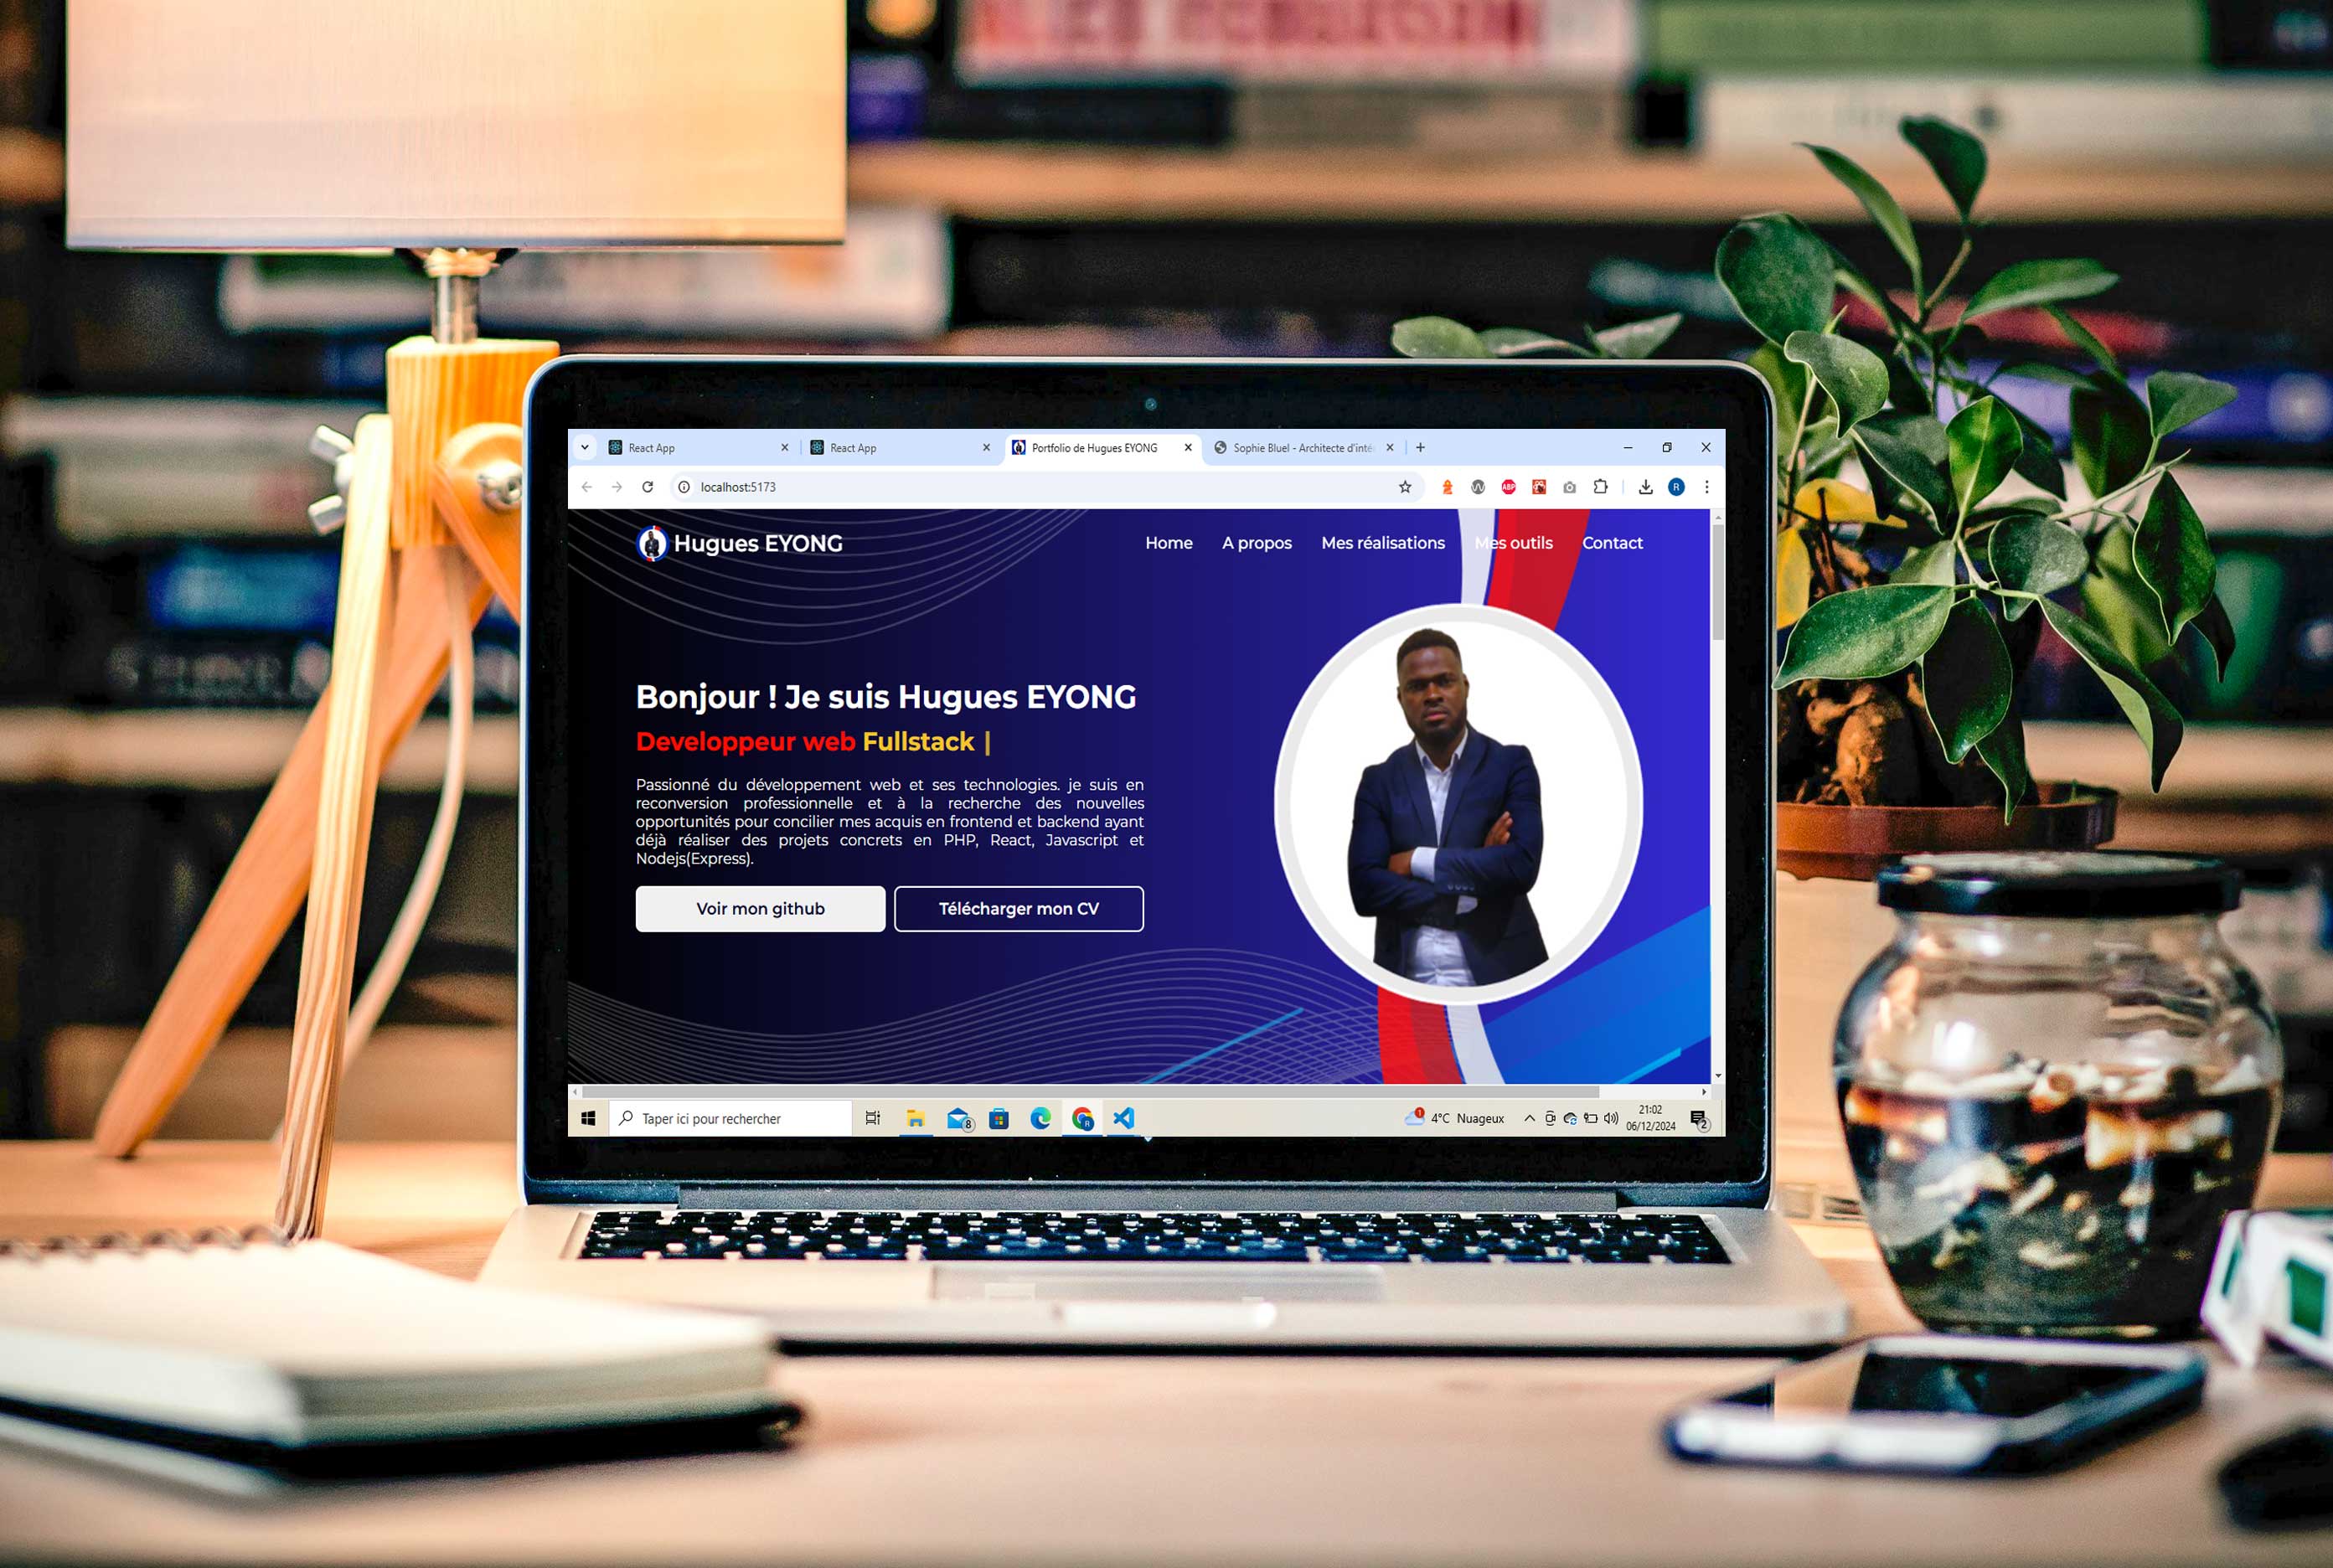 React App
React App
Portfolio de Hugues EYONG
Sophie Bluel - Architecte d'inté
localhost:5173
ABP
R
Hugues EYONG
Home
A propos
Mes réalisations
Mes outils
Contact
Bonjour ! Je suis Hugues EYONG
Developpeur web Fullstack |
Passionné du développement web et ses technologies. je suis en
reconversion professionnelle et à la recherche des nouvelles
opportunités pour concilier mes acquis en frontend et backend ayant
déjà réaliser des projets concrets en PHP, React, Javascript et
Nodejs(Express).
Voir mon github
Télécharger mon CV
Taper ici pour rechercher
8
R
1
4°C Nuageux
21:02
06/12/2024
2